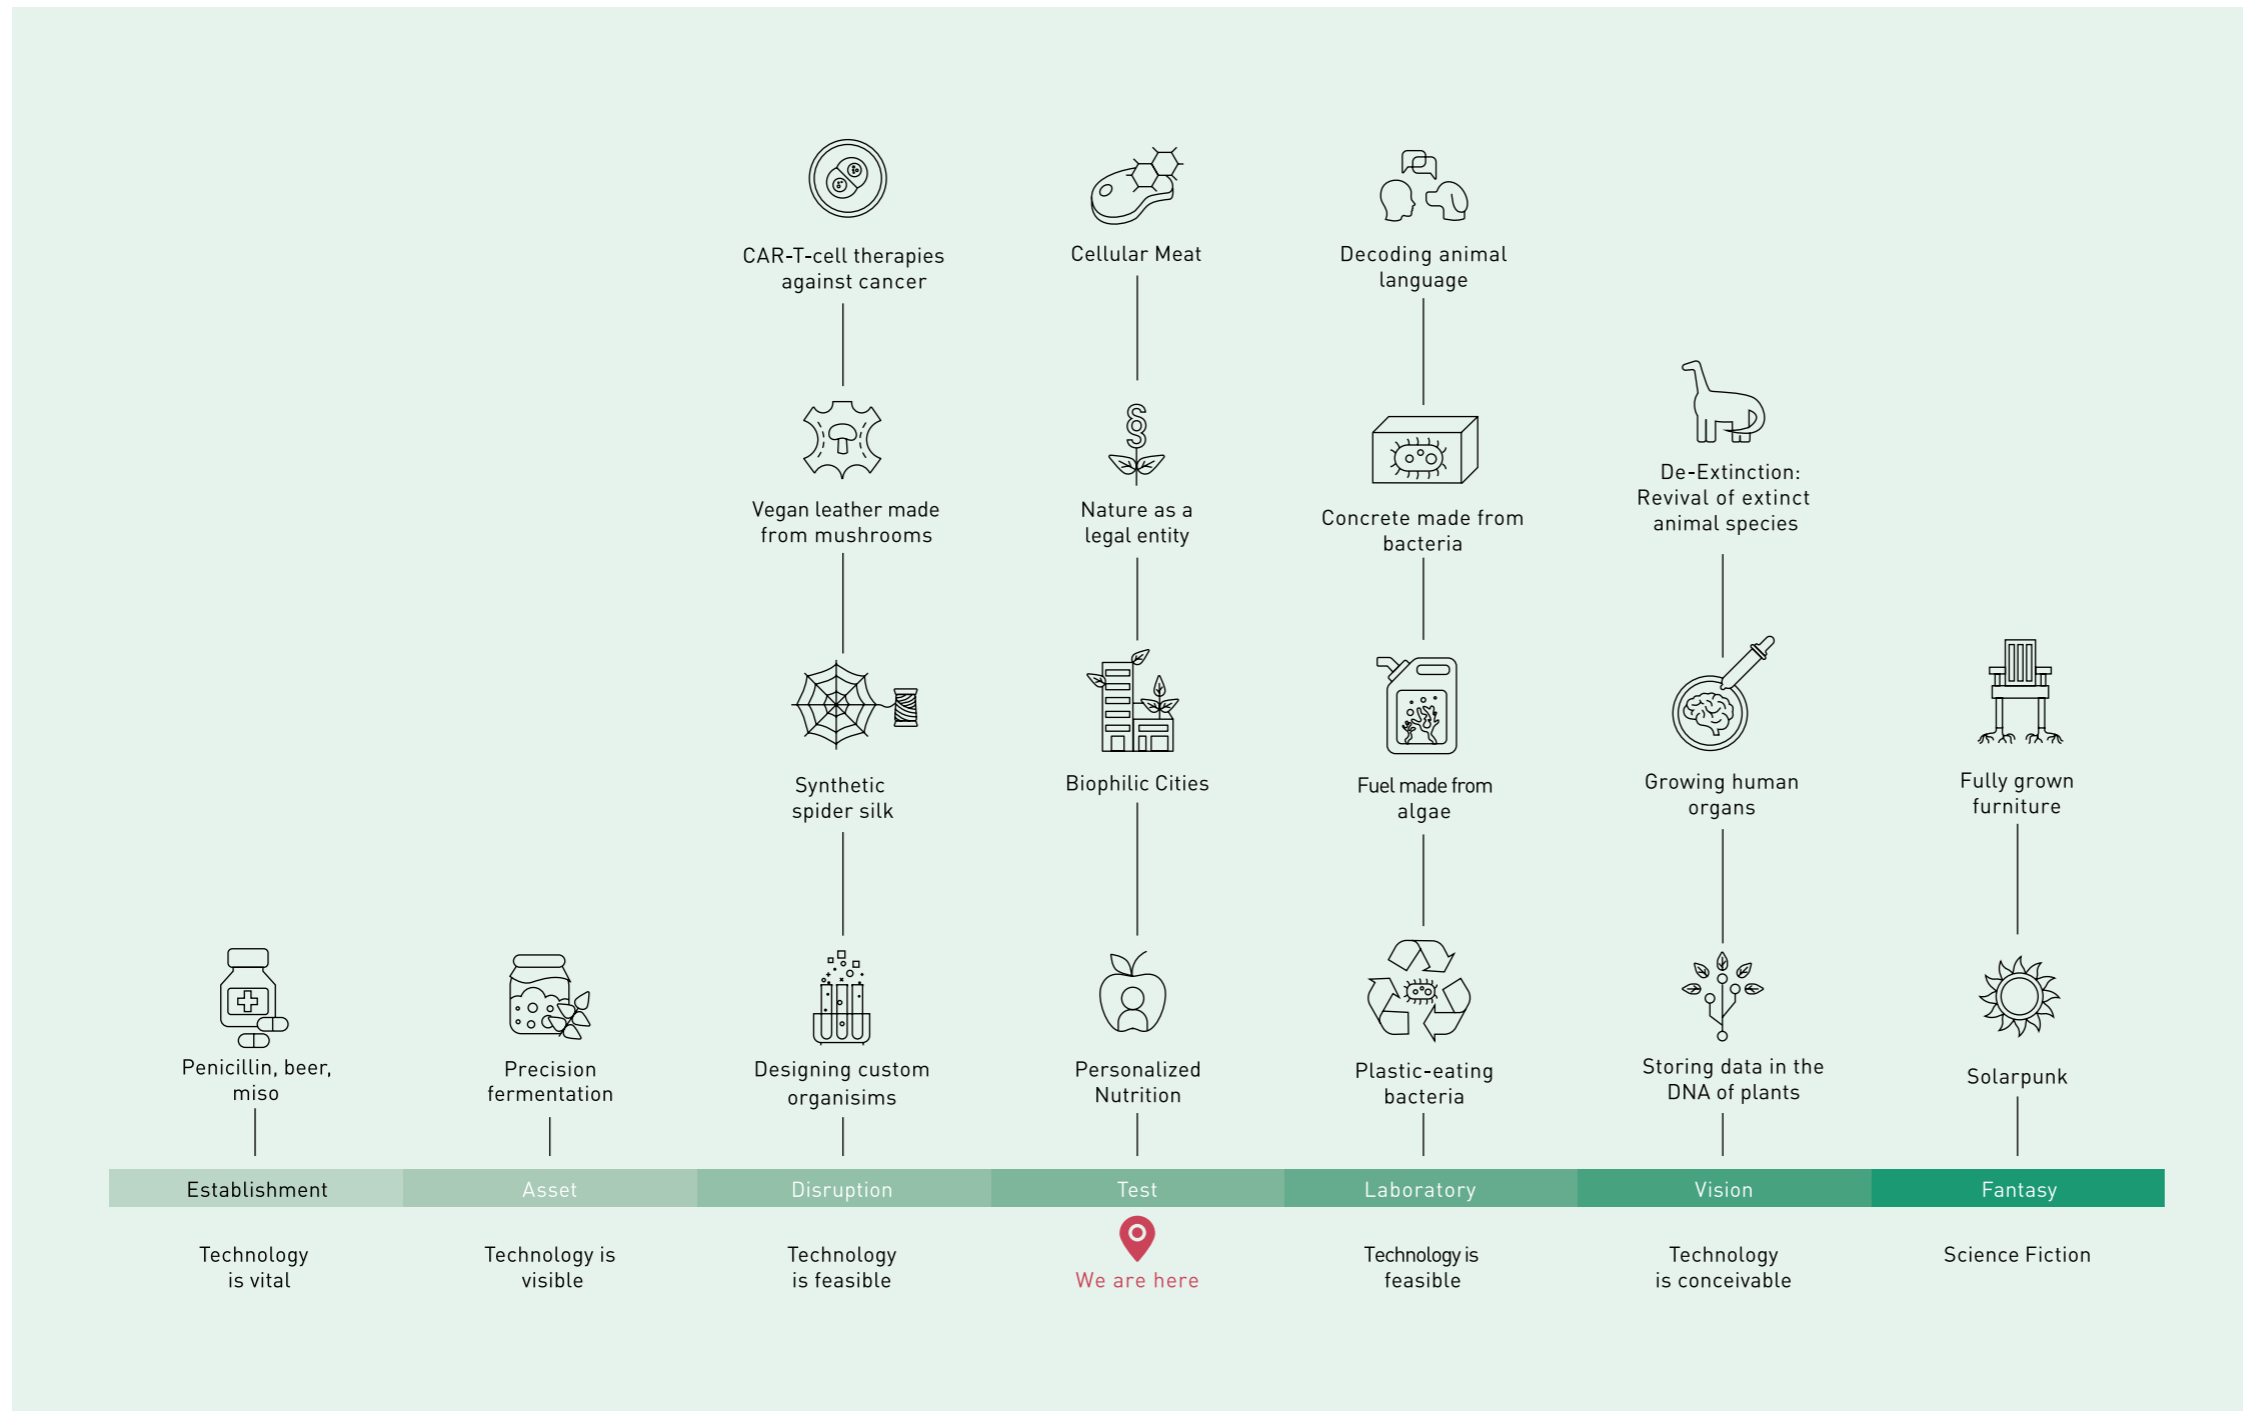 CAR-T-cell therapies
against cancer
Cellular Meat
Decoding animal
language
Vegan leather made
from mushrooms
§
Nature as a
legal entity
Concrete made from
bacteria
De-Extinction:
Revival of extinct
animal species
Synthetic
spider silk
Biophilic Cities
Fuel made from
algae
Growing human
organs
Fully grown
furniture
Penicillin, beer,
miso
Precision
fermentation
Designing custom
organisims
Personalized
Nutrition
Plastic-eating
bacteria
Storing data in the
DNA of plants
Solarpunk
Establishment
Asset
Disruption
Test
Laboratory
Vision
Fantasy
Technology
is vital
Technology is
visible
Technology
is feasible
We are here
Technology is
feasible
Technology
is conceivable
Science Fiction